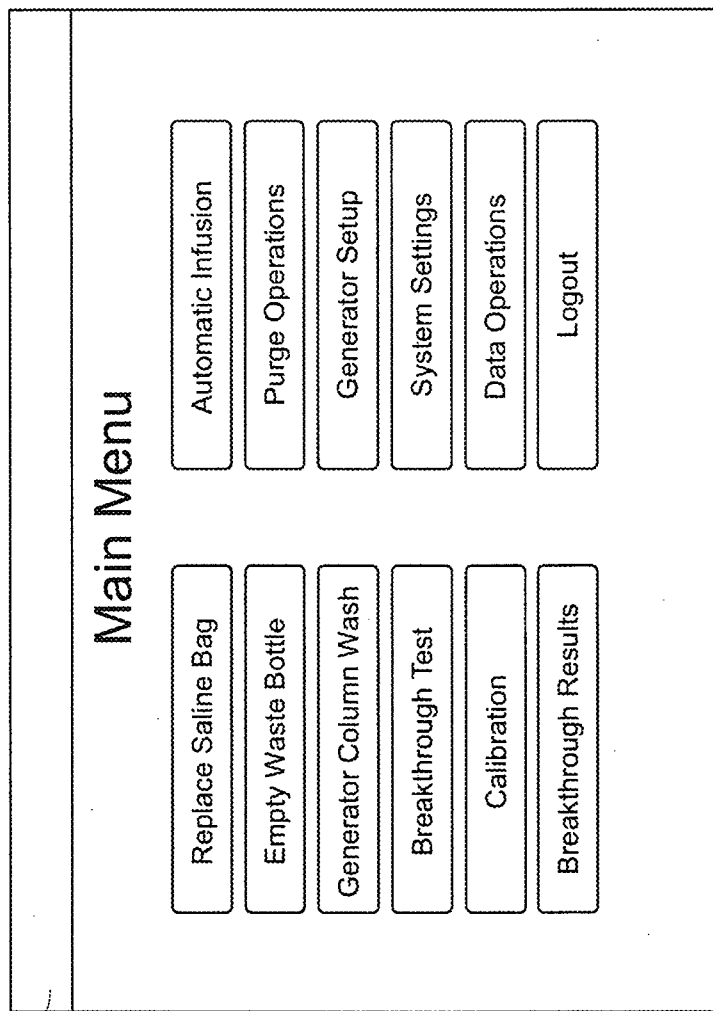 Main Menu
Replace Saline Bag
Empty Waste Bottle
Generator Column Wash
Breakthrough Test
Calibration
Breakthrough Results
Automatic Infusion
Purge Operations
Generator Setup
System Settings
Data Operations
Logout